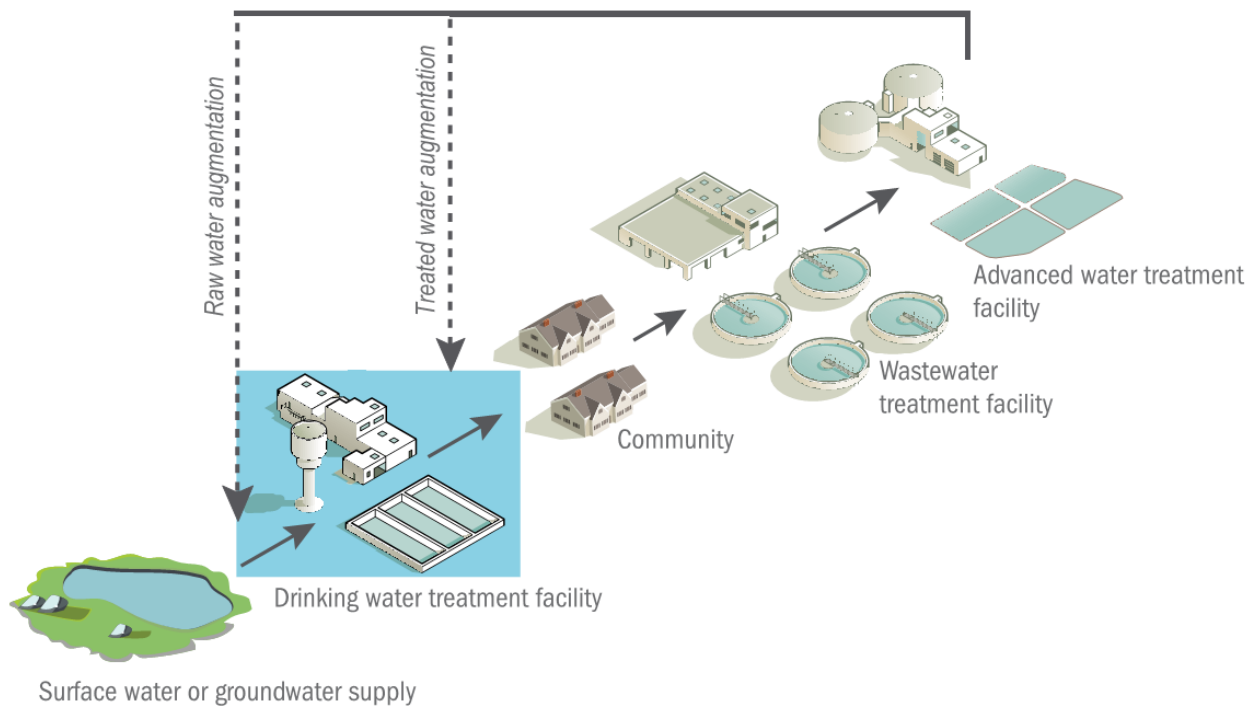 Raw water augmentation
Treated water augmentation
Advanced water treatment
facility
Wastewater
treatment facility
Community
Drinking water treatment facility
Surface water or groundwater supply